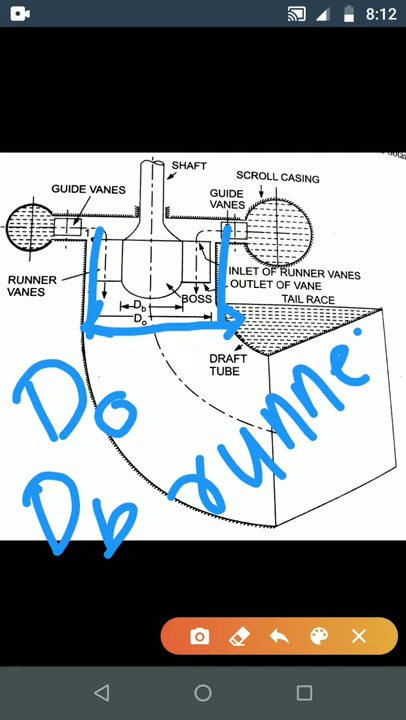 8:12
SHAFT
SCROLL CASING
GUIDE VANES
GUIDE
VANES
INLET OF RUNNER VANES
OUTLET OF VANE
RUNNER
VANES
BOSS
TAIL RACE
Db
Do
DRAFT
TUBE
Do
Db runne